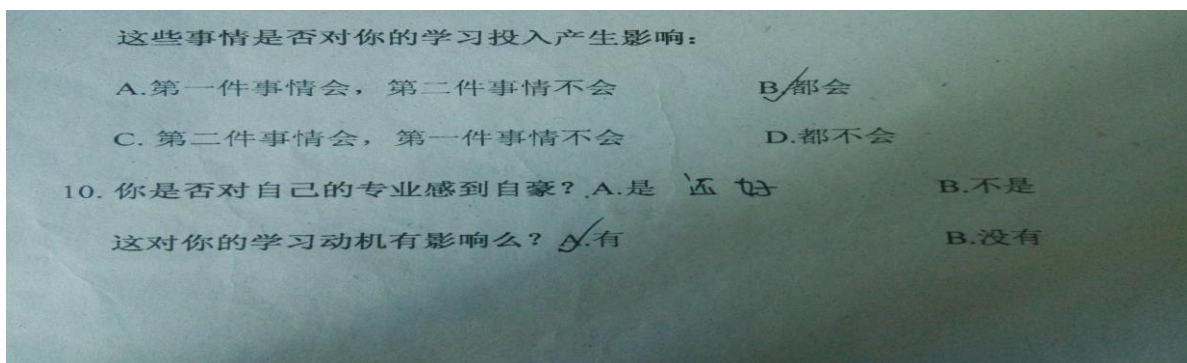 这些事情是否对你的学习投入产生影响：
A.第一件事情会，第二件事情不会 B.都会
C. 第二件事情会，第一件事情不会 D.都不会
10. 你是否对自己的专业感到自豪？A.是 还好 B.不是
这对你的学习动机有影响么？A.有 B.没有